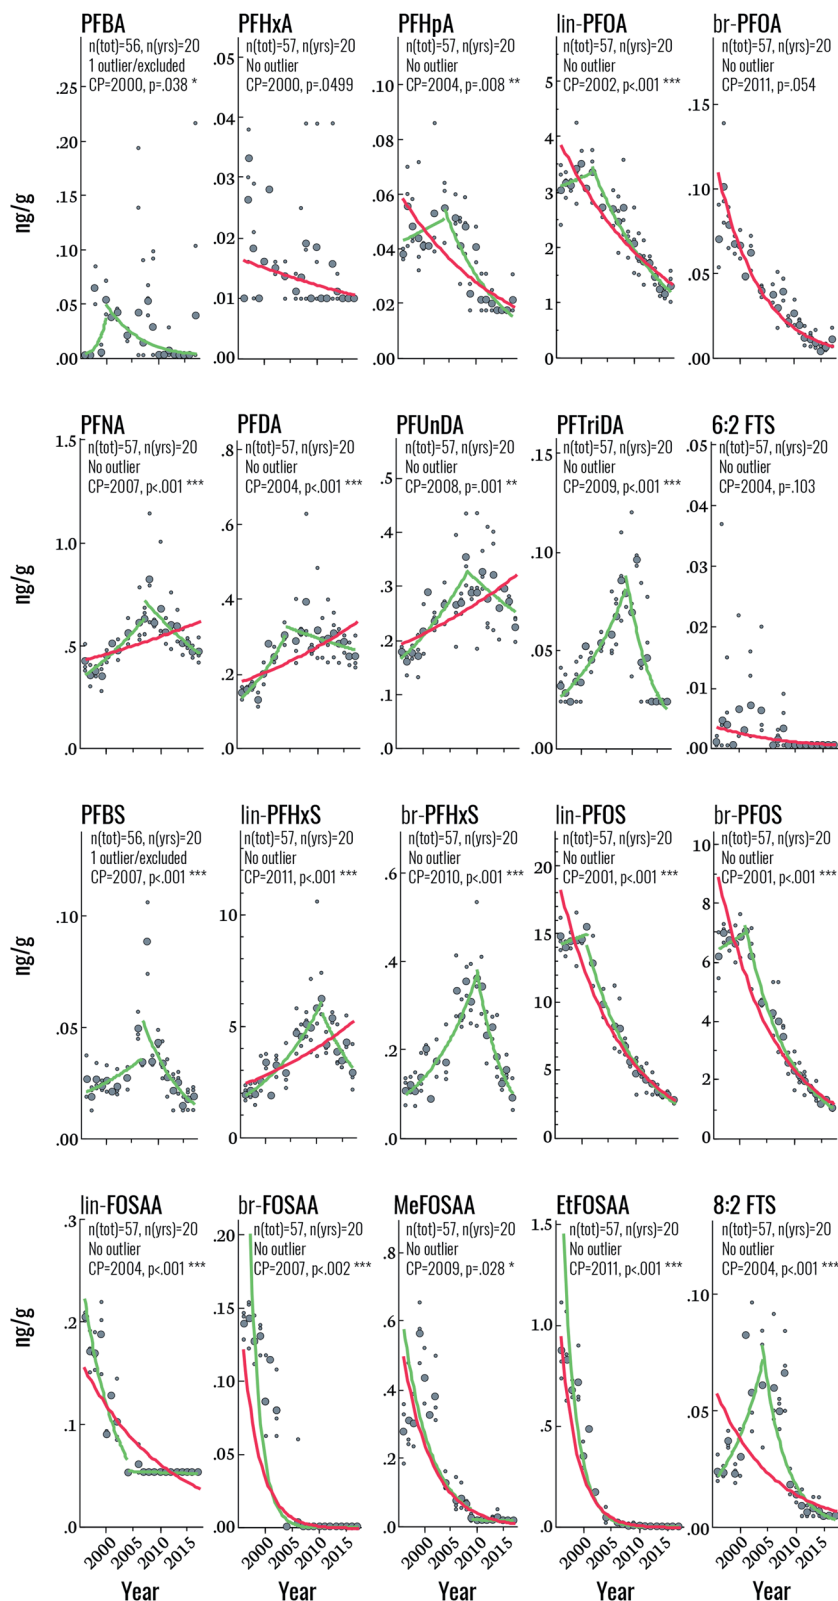 PFBA
n(tot)=56, n(yrs)=20
1 outlier/excluded
CP=2000, p=.038 *
PFHxA
n(tot)=57, n(yrs)=20
No outlier
CP=2000, p=.0499
PFHpA
n(tot)=57, n(yrs)=20
No outlier
CP=2004, p=.008 **
lin-PFOA
n(tot)=57, n(yrs)=20
No outlier
CP=2002, p<.001 ***
br-PFOA
n(tot)=57, n(yrs)=20
No outlier
CP=2011, p=.054
ng/g
.25
.20
.15
.10
.05
.00
.05
.04
.03
.02
.01
.00
.10
.08
.06
.04
.02
.00
5
4
3
2
1
0
.15
.10
.05
.00
PFNA
n(tot)=57, n(yrs)=20
No outlier
CP=2007, p<.001 ***
PFDA
n(tot)=57, n(yrs)=20
No outlier
CP=2004, p<.001 ***
PFUnDA
n(tot)=57, n(yrs)=20
No outlier
CP=2008, p=.001 **
PFTriDA
n(tot)=57, n(yrs)=20
No outlier
CP=2009, p<.001 ***
6:2 FTS
n(tot)=57, n(yrs)=20
No outlier
CP=2004, p=.103
ng/g
1.5
1.0
.5
.0
.8
.6
.4
.2
.0
.5
.4
.3
.2
.1
.0
.15
.10
.05
.00
.05
.04
.03
.02
.01
.00
PFBS
n(tot)=56, n(yrs)=20
1 outlier/excluded
CP=2007, p<.001 ***
lin-PFHxS
n(tot)=57, n(yrs)=20
No outlier
CP=2011, p<.001 ***
br-PFHxS
n(tot)=57, n(yrs)=20
No outlier
CP=2010, p<.001 ***
lin-PFOS
n(tot)=57, n(yrs)=20
No outlier
CP=2001, p<.001 ***
br-PFOS
n(tot)=57, n(yrs)=20
No outlier
CP=2001, p<.001 ***
ng/g
.10
.05
.00
10
5
0
.6
.4
.2
.0
20
15
10
5
0
10
8
6
4
2
0
lin-FOSAA
n(tot)=57, n(yrs)=20
No outlier
CP=2004, p<.001 ***
br-FOSAA
n(tot)=57, n(yrs)=20
No outlier
CP=2007, p<.002 ***
MeFOSAA
n(tot)=57, n(yrs)=20
No outlier
CP=2009, p=.028 *
EtFOSAA
n(tot)=57, n(yrs)=20
No outlier
CP=2011, p<.001 ***
8:2 FTS
n(tot)=57, n(yrs)=20
No outlier
CP=2004, p<.001 ***
ng/g
.3
.2
.1
.0
.20
.15
.10
.05
.00
.8
.6
.4
.2
.0
1.5
1.0
.5
.0
.10
.05
.00
2000 2005 2010 2015
2000 2005 2010 2015
2000 2005 2010 2015
2000 2005 2010 2015
2000 2005 2010 2015
Year
Year
Year
Year
Year